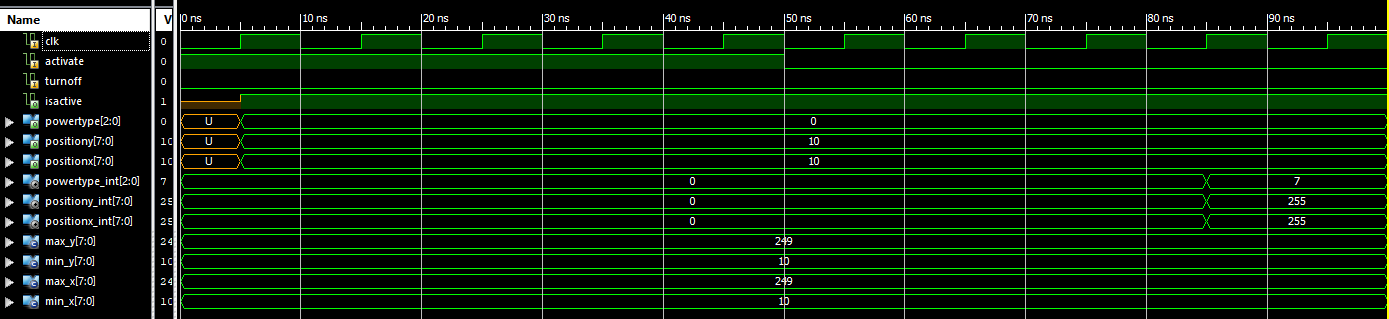 Name V 0 ns 10 ns 20 ns 30 ns 40 ns 50 ns 60 ns 70 ns 80 ns 90 ns
clk 0
activate 0
turnoff 0
isactive 1
powertype[2:0] 0 U 0
positiony[7:0] 10 U 10
positionx[7:0] 10 U 10
powertype_int[2:0] 7 0 7
positiony_int[7:0] 25 0 255
positionx_int[7:0] 25 0 255
max_y[7:0] 24 249
min_y[7:0] 10 10
max_x[7:0] 24 249
min_x[7:0] 10 10